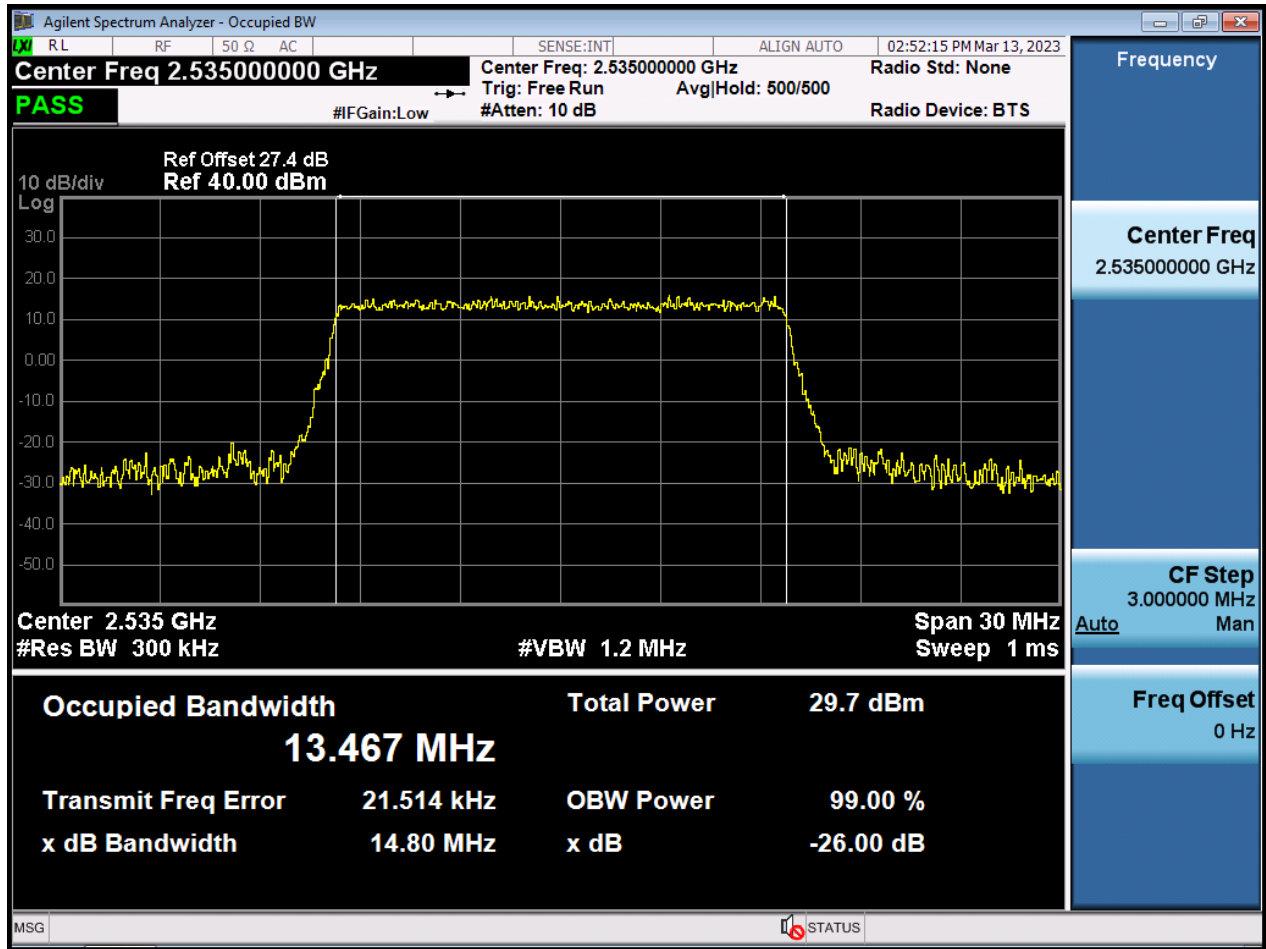 Agilent Spectrum Analyzer - Occupied BW
LXI RL RF 50 Ω AC SENSE:INT ALIGN AUTO 02:52:15 PM Mar 13, 2023
Center Freq 2.535000000 GHz
PASS
#IFGain:Low
Center Freq: 2.535000000 GHz
Trig: Free Run Avg|Hold: 500/500
#Atten: 10 dB
Radio Std: None
Radio Device: BTS
Ref Offset 27.4 dB
10 dB/div Ref 40.00 dBm
Log
30.0
20.0
10.0
0.00
-10.0
-20.0
-30.0
-40.0
-50.0
Center 2.535 GHz Span 30 MHz
#Res BW 300 kHz #VBW 1.2 MHz Sweep 1 ms
Occupied Bandwidth Total Power 29.7 dBm
13.467 MHz
Transmit Freq Error 21.514 kHz OBW Power 99.00 %
x dB Bandwidth 14.80 MHz x dB -26.00 dB
Frequency
Center Freq
2.535000000 GHz
CF Step
3.000000 MHz
Auto Man
Freq Offset
0 Hz
MSG STATUS